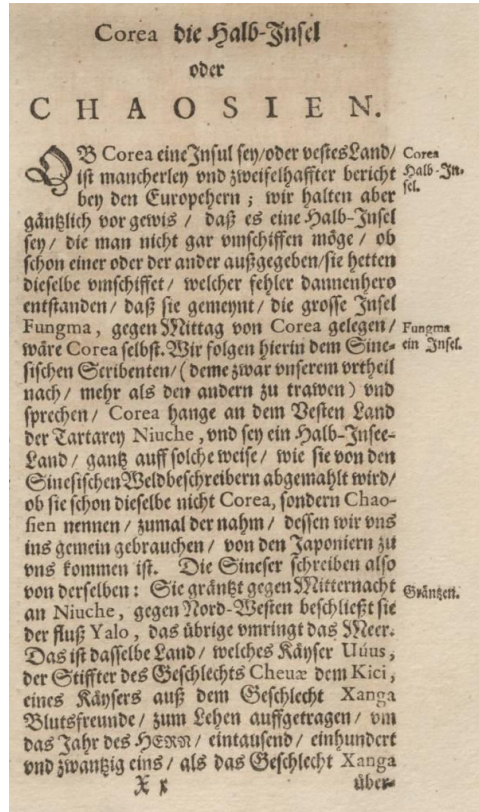 Corea die Halb-Insel
oder
CHAOSIEN.
OB Corea eine Insul sey/oder vestes Land/
ist mancherley vnd zweifelhaffter bericht
bey den Europehern; wir halten aber
gäntzlich vor gewis / daß es eine Halb-Insel
sey / die man nicht gar vmschiffen möge / ob
schon einer oder der ander außgegeben/sie hetten
dieselbe vmschiffet/ welcher fehler dannenhero
entstanden/ daß sie gemeynt/ die grosse Insel
Fungma, gegen Mittag von Corea gelegen/
wäre Corea selbst. Wir folgen hierin dem Sine-
sischen Scribenten/(deme zwar vnserem vrtheil
nach/ mehr als den andern zu trawen) vnd
sprechen/ Corea hange an dem Vesten Land
der Tartarey Niuche, vnd sey ein Halb-Insee-
Land/ gantz auff solche weise/ wie sie von den
Sinesischen Weldbeschreibern abgemahlt wird/
ob sie schon dieselbe nicht Corea, sondern Chao-
sien nennen/ zumal der nahm/ dessen wir vns
ins gemein gebrauchen/ von den Japoniern zu
vns kommen ist. Die Sineser schreiben also
von derselben: Sie gräntzt gegen Mitternacht
an Niuche, gegen Nord-Westen beschließt sie
der fluß Yalo, das übrige vmringt das Meer.
Das ist dasselbe Land/ welches Käyser Uúus,
der Stiffter des Geschlechts Cheuæ dem Kici,
eines Käysers auß dem Geschlecht Xanga
Blutsfreunde/ zum Lehen auffgetragen/ vm
das Jahr des HERN/ eintausend/ einhundert
vnd zwantzig eins/ als das Geschlecht Xanga
X x
über-
Corea
Halb-In-
sel.
Fungma
ein Insel.
Gräntzen.